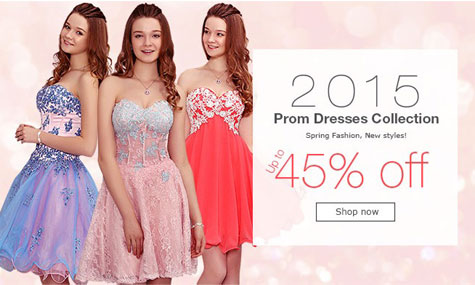 2015
Prom Dresses Collection
Spring Fashion, New styles!
Up to
45% off
Shop now